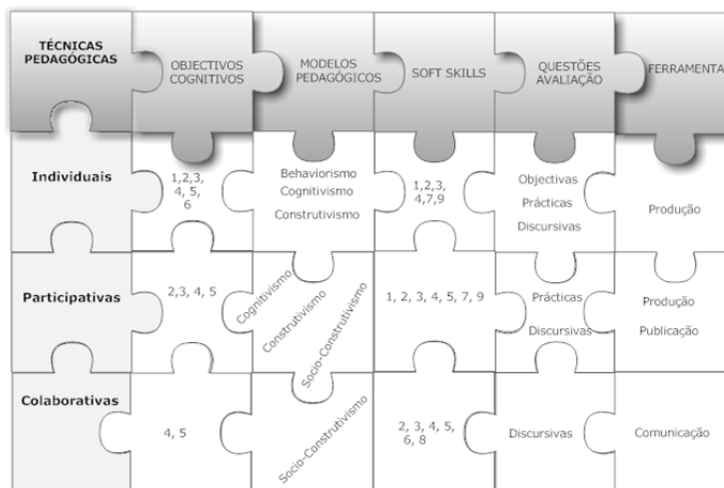 TÉCNICAS
PEDAGÓGICAS
OBJECTIVOS
COGNITIVOS
MODELOS
PEDAGÓGICOS
SOFT SKILLS
QUESTÕES
AVALIAÇÃO
FERRAMENTA
Individuais
1,2,3,
4, 5,
6
Behaviorismo
Cognitivismo
Construtivismo
1,2,3,
4,7,9
Objectivas
Prácticas
Discursivas
Produção
Participativas
2,3, 4, 5
Cognitivismo
Construtivismo
Socio-Construtivismo
1, 2, 3, 4, 5, 7, 9
Prácticas
Discursivas
Produção
Publicação
Colaborativas
4, 5
Socio-Construtivismo
2, 3, 4, 5,
6, 8
Discursivas
Comunicação